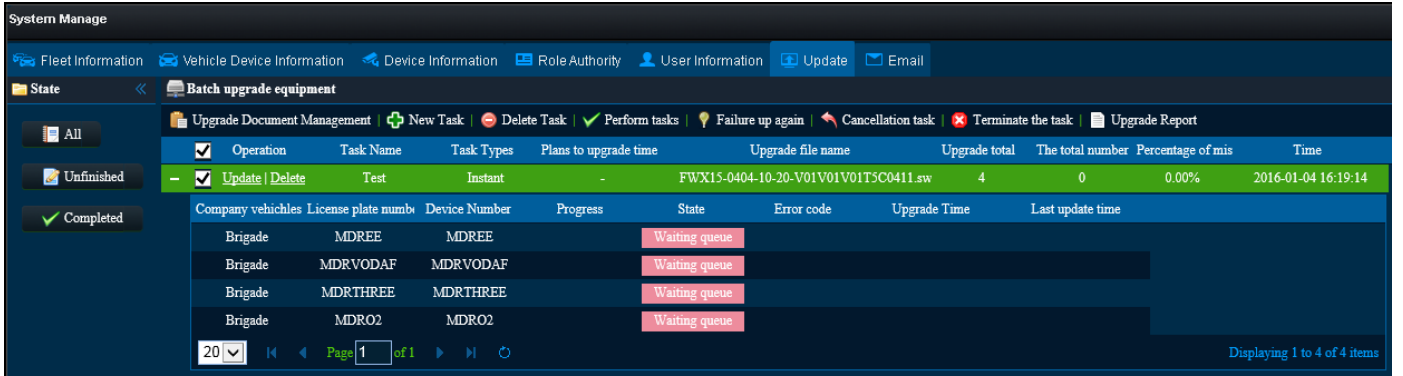 System Manage
Fleet Information Vehicle Device Information Device Information Role Authority User Information Update Email
State Batch upgrade equipment
Upgrade Document Management | New Task | Delete Task | Perform tasks | Failure up again | Cancellation task | Terminate the task | Upgrade Report
All
Operation Task Name Task Types Plans to upgrade time Upgrade file name Upgrade total The total number Percentage of mis Time
Unfinished
Update | Delete Test Instant - FWX15-0404-10-20-V01V01V01T5C0411.sw 4 0 0.00% 2016-01-04 16:19:14
Completed
Company vehichles License plate numbe Device Number Progress State Error code Upgrade Time Last update time
Brigade MDREE MDREE Waiting queue
Brigade MDRVODAF MDRVODAF Waiting queue
Brigade MDRTHREE MDRTHREE Waiting queue
Brigade MDRO2 MDRO2 Waiting queue
20 Page 1 of 1 Displaying 1 to 4 of 4 items